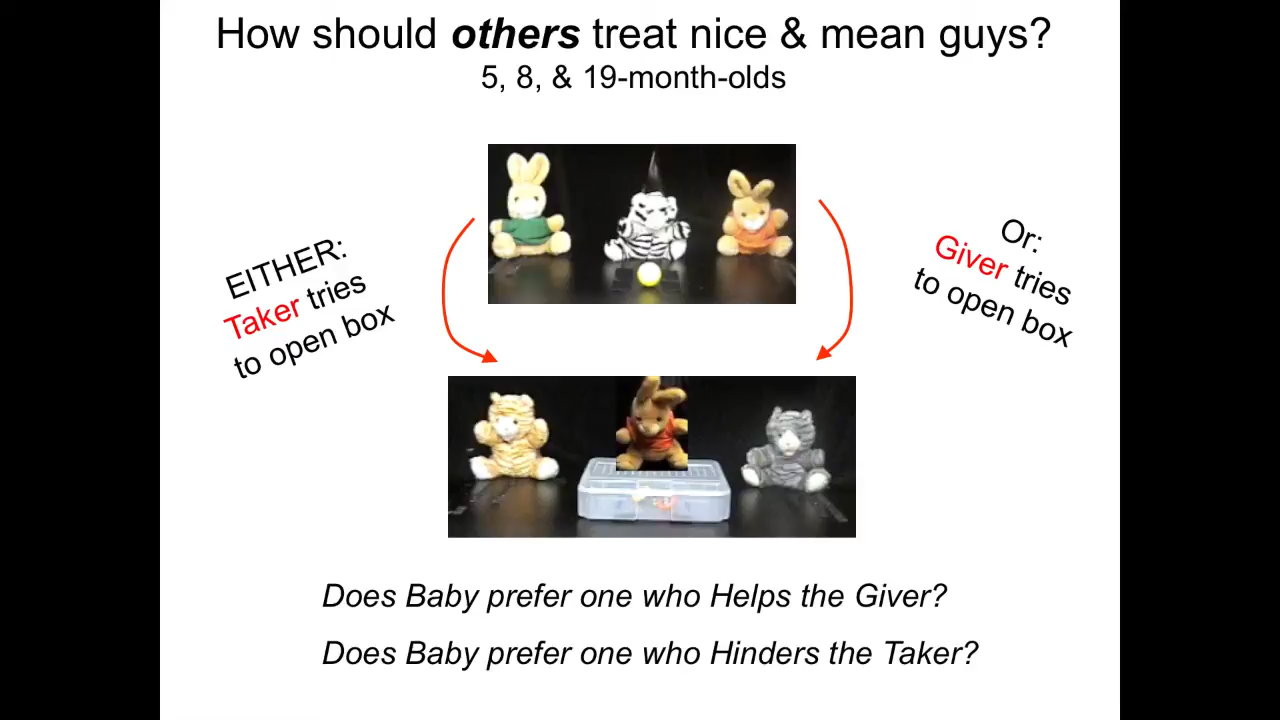 How should others treat nice & mean guys?
5, 8, & 19-month-olds
EITHER:
Taker tries
to open box
Or:
Giver tries
to open box
Does Baby prefer one who Helps the Giver?
Does Baby prefer one who Hinders the Taker?